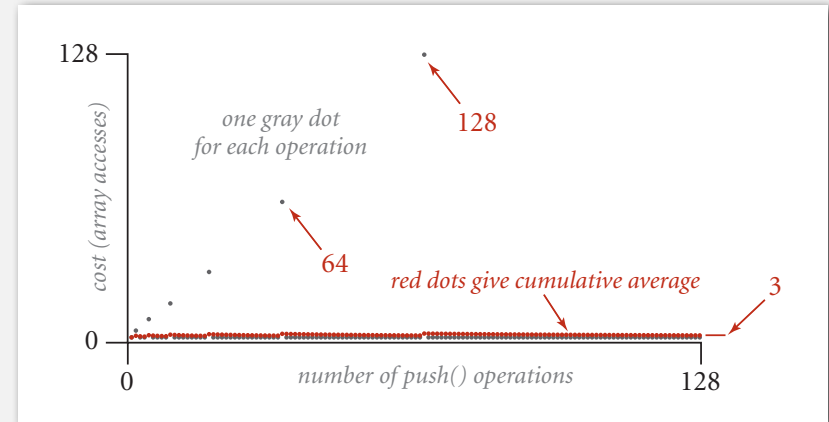 128
cost (array accesses)
one gray dot
for each operation
128
64
red dots give cumulative average
3
0
0
number of push() operations
128